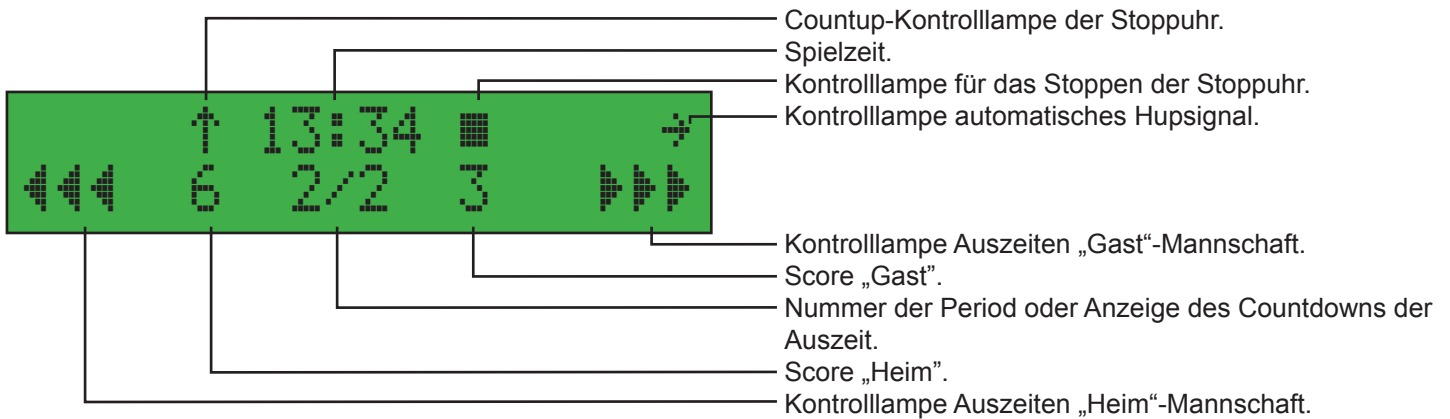 Countup-Kontrolllampe der Stoppuhr.
Spielzeit.
Kontrolllampe für das Stoppen der Stoppuhr.
Kontrolllampe automatisches Hupsignal.
↑ 13:34 ■ →
◀◀◀ 6 2/2 3 ▶▶▶
Kontrolllampe Auszeiten „Gast“-Mannschaft.
Score „Gast”.
Nummer der Period oder Anzeige des Countdowns der
Auszeit.
Score „Heim”.
Kontrolllampe Auszeiten „Heim“-Mannschaft.